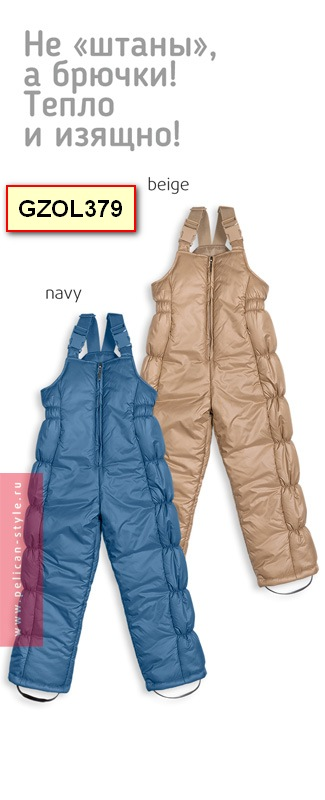 Не «штаны»,
а брючки!
Тепло
и изящно!
beige
GZOL379
navy
www.pelican-style.ru